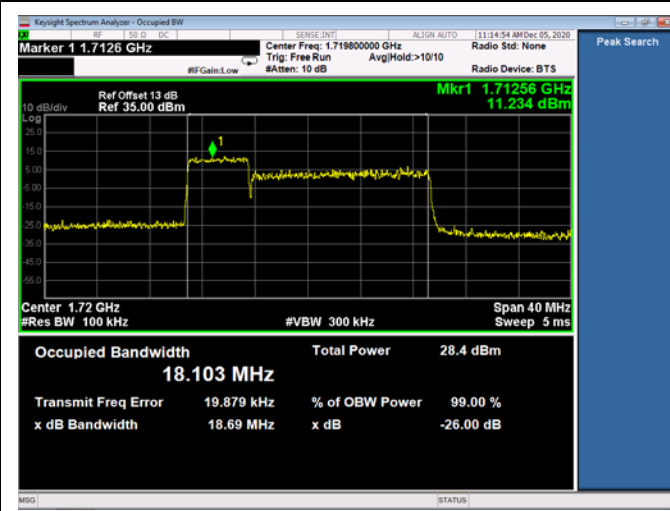 Keysight Spectrum Analyzer - Occupied BW
RF 50 Ω DC SENSE:INT ALIGN AUTO 11:14:54 AM Dec 05, 2020
Marker 1 1.7126 GHz
Center Freq: 1.719800000 GHz
Radio Std: None
Peak Search
Trig: Free Run Avg|Hold:>10/10
#IFGain:Low #Atten: 10 dB Radio Device: BTS
Mkr1 1.71256 GHz
11.234 dBm
Ref Offset 13 dB
10 dB/div Ref 35.00 dBm
Log
25.0
15.0
1
5.00
-5.00
-15.0
-25.0
-35.0
-45.0
-55.0
Center 1.72 GHz Span 40 MHz
#Res BW 100 kHz #VBW 300 kHz Sweep 5 ms
Occupied Bandwidth Total Power 28.4 dBm
18.103 MHz
Transmit Freq Error 19.879 kHz % of OBW Power 99.00 %
x dB Bandwidth 18.69 MHz x dB -26.00 dB
MSG STATUS